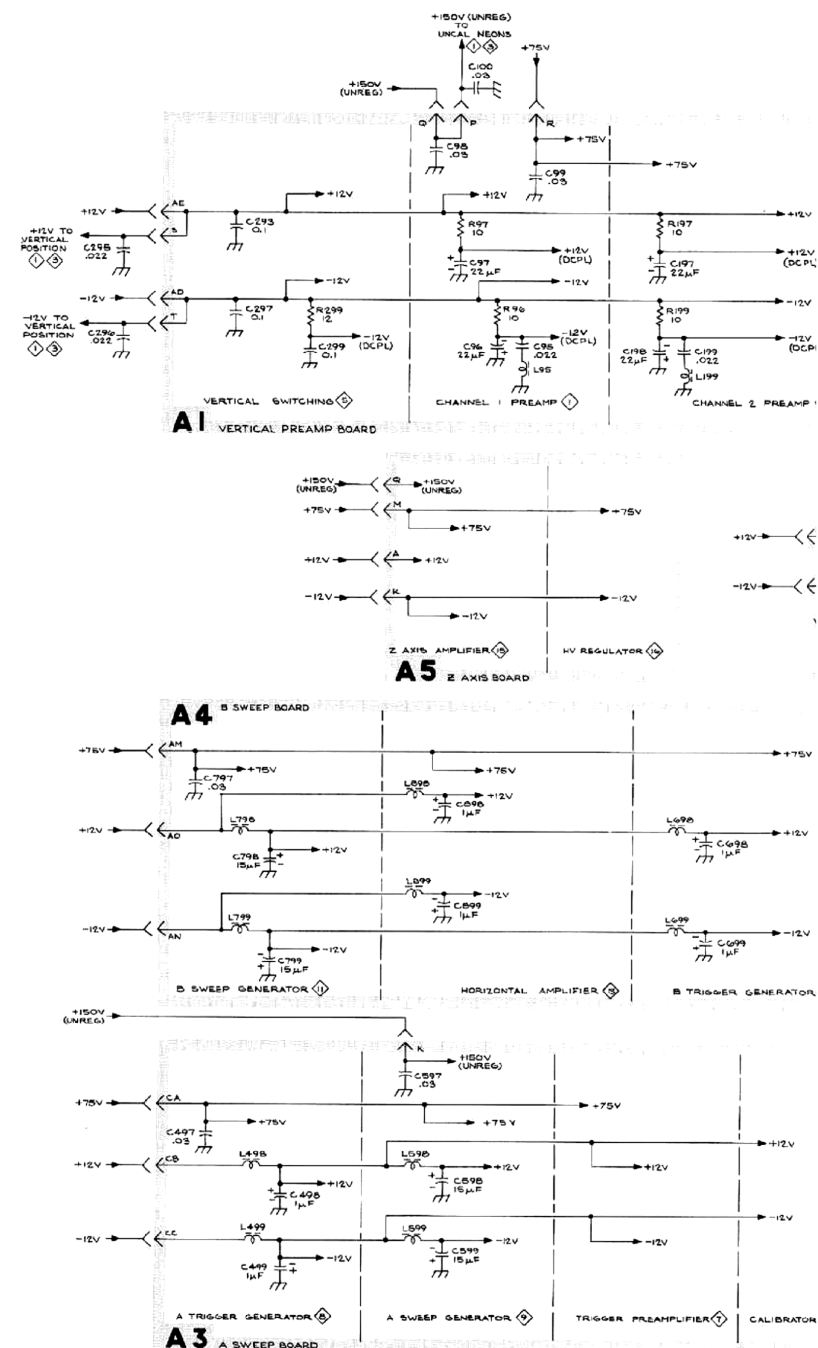 +150V (UNREG)
TO
UNCAL NEONS
1 3
+75V
C100
.03
+150V
(UNREG)
Q P R
C98
.03
+75V
+75V
C99
.03
+12V AE
C293
0.1
+12V
+12V
+12V
+12V TO
VERTICAL
POSITION
1 3
S
C295
.022
R97
10
R197
10
+12V
(DCPL)
+12V
(DCPL)
C97
22µF
C197
22µF
-12V AD
-12V
-12V
-12V
C297
0.1
R299
12
R96
10
R199
10
-12V TO
VERTICAL
POSITION
1 3
T
C296
.022
-12V
(DCPL)
C299
0.1
-12V
(DCPL)
C96
22µF
C95
.022
L95
-12V
(DCP
C198
22µF
C199
.022
L199
VERTICAL SWITCHING 5
CHANNEL 1 PREAMP 1
CHANNEL 2 PREAMP
A1 VERTICAL PREAMP BOARD
+150V
(UNREG)
Q
+150V
(UNREG)
+75V M +75V
+75V
+12V A +12V
+12V
-12V K -12V
-12V
-12V
Z AXIS AMPLIFIER 15
HV REGULATOR 16
A5 Z AXIS BOARD
A4 B SWEEP BOARD
+75V AM +75V
+75V
+75V
C797
.03
L898
+12V
C898
1µF
+12V AO
L798
L698
+12V
C798
15µF
+12V
C698
1µF
L899
-12V
C899
1µF
-12V AN
L799
L699
-12V
-12V
C799
15µF
C699
1µF
B SWEEP GENERATOR 11
HORIZONTAL AMPLIFIER
B TRIGGER GENERATOR
+150V
(UNREG)
K
+150V
(UNREG)
C597
.03
+75V CA +75V
+75V
+75V
C497
.03
+12V
+12V CB
L498
L598
+12V
+12V
+12V
C498
1µF
C598
15µF
-12V
-12V CC
L499
L599
-12V
-12V
-12V
C499
1µF
C599
15µF
A TRIGGER GENERATOR 8
A SWEEP GENERATOR 9
TRIGGER PREAMPLIFIER 7
CALIBRATOR
A3 A SWEEP BOARD